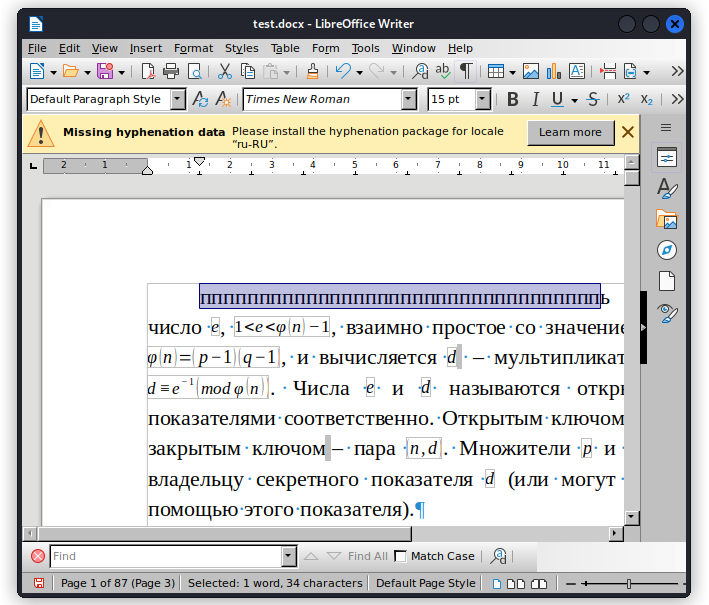 test.docx - LibreOffice Writer
File Edit View Insert Format Styles Table Form Tools Window Help
Default Paragraph Style Times New Roman 15 pt B I U S X² X₂
Missing hyphenation data Please install the hyphenation package for locale
“ru-RU”. Learn more
2 1 1 2 3 4 5 6 7 8 9 10 11
ппппппппппппппппппппппппппппппппппь
число e, 1<e<φ(n)−1, взаимно простое со значение
φ(n)=(p−1)(q−1), и вычисляется d – мультипликат
d≡e⁻¹(mod φ(n)). Числа e и d называются откры
показателями соответственно. Открытым ключом
закрытым ключом – пара n,d. Множители p и
владельцу секретного показателя d (или могут
помощью этого показателя).¶
Find Find All Match Case
Page 1 of 87 (Page 3) Selected: 1 word, 34 characters Default Page Style